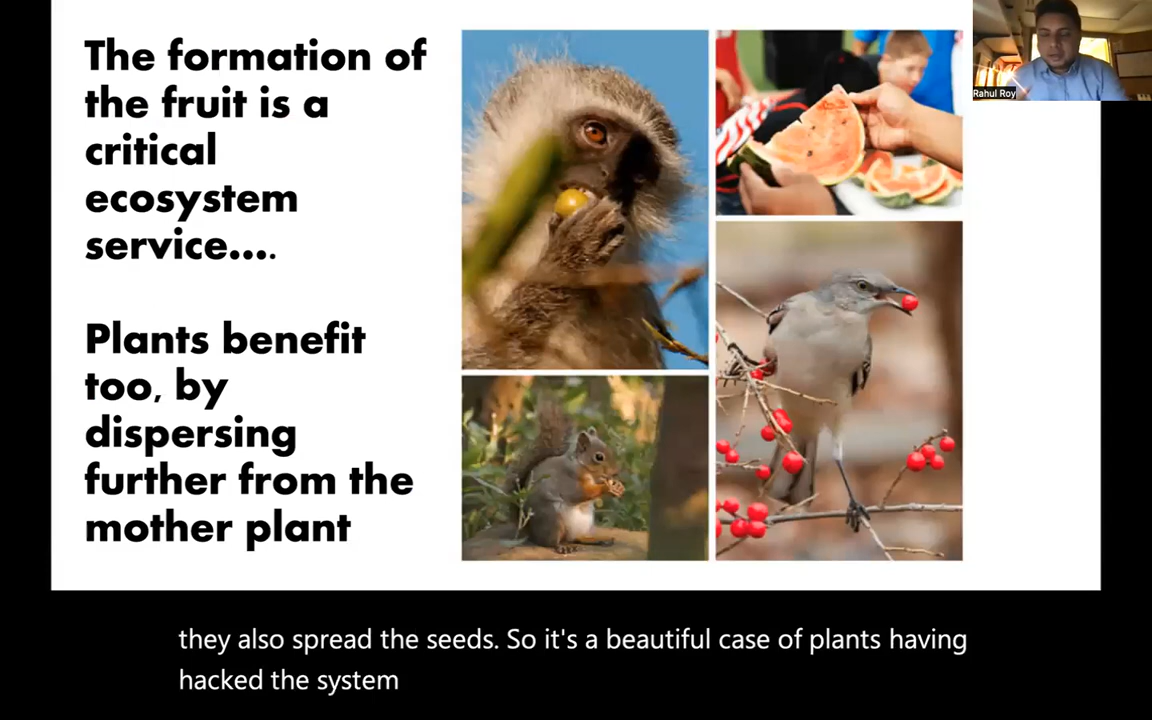 The formation of
the fruit is a
critical
ecosystem
service....
Plants benefit
too, by
dispersing
further from the
mother plant
Rahul Roy
they also spread the seeds. So it's a beautiful case of plants having
hacked the system